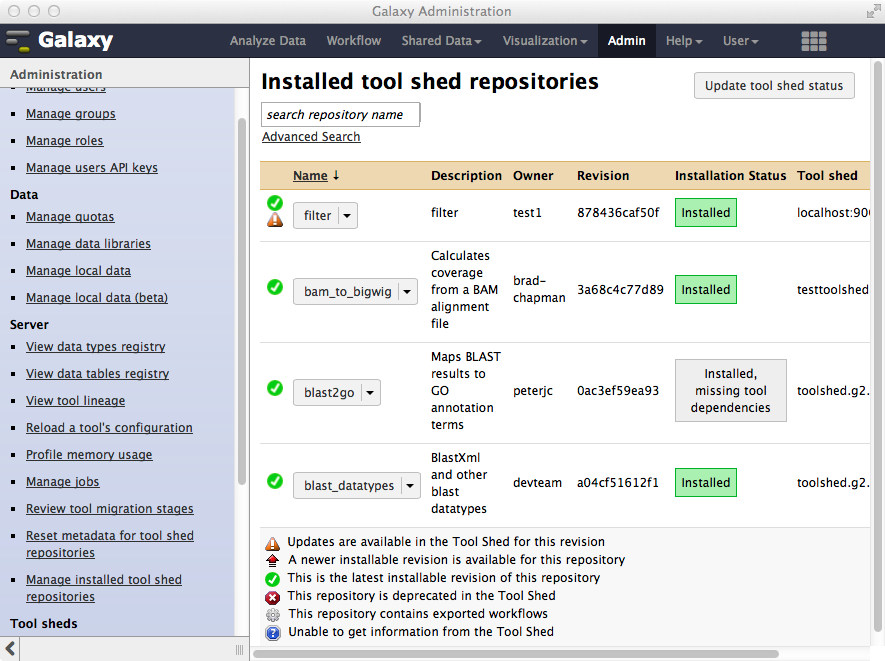 Galaxy Administration
Galaxy
Analyze Data Workflow Shared Data Visualization Admin Help User
Administration
Manage users
Manage groups
Manage roles
Manage users API keys
Data
Manage quotas
Manage data libraries
Manage local data
Manage local data (beta)
Server
View data types registry
View data tables registry
View tool lineage
Reload a tool's configuration
Profile memory usage
Manage jobs
Review tool migration stages
Reset metadata for tool shed
repositories
Manage installed tool shed
repositories
Tool sheds
Installed tool shed repositories
Update tool shed status
search repository name
Advanced Search
Name ↓ Description Owner Revision Installation Status Tool shed
filter filter test1 878436caf50f Installed localhost:900
bam_to_bigwig
Calculates
coverage
from a BAM
alignment
file
brad-
chapman
3a68c4c77d89 Installed testtoolshed
blast2go
Maps BLAST
results to
GO
annotation
terms
peterjc 0ac3ef59ea93
Installed,
missing tool
dependencies
toolshed.g2.
blast_datatypes
BlastXml
and other
blast
datatypes
devteam a04cf51612f1 Installed toolshed.g2.
Updates are available in the Tool Shed for this revision
A newer installable revision is available for this repository
This is the latest installable revision of this repository
This repository is deprecated in the Tool Shed
This repository contains exported workflows
Unable to get information from the Tool Shed